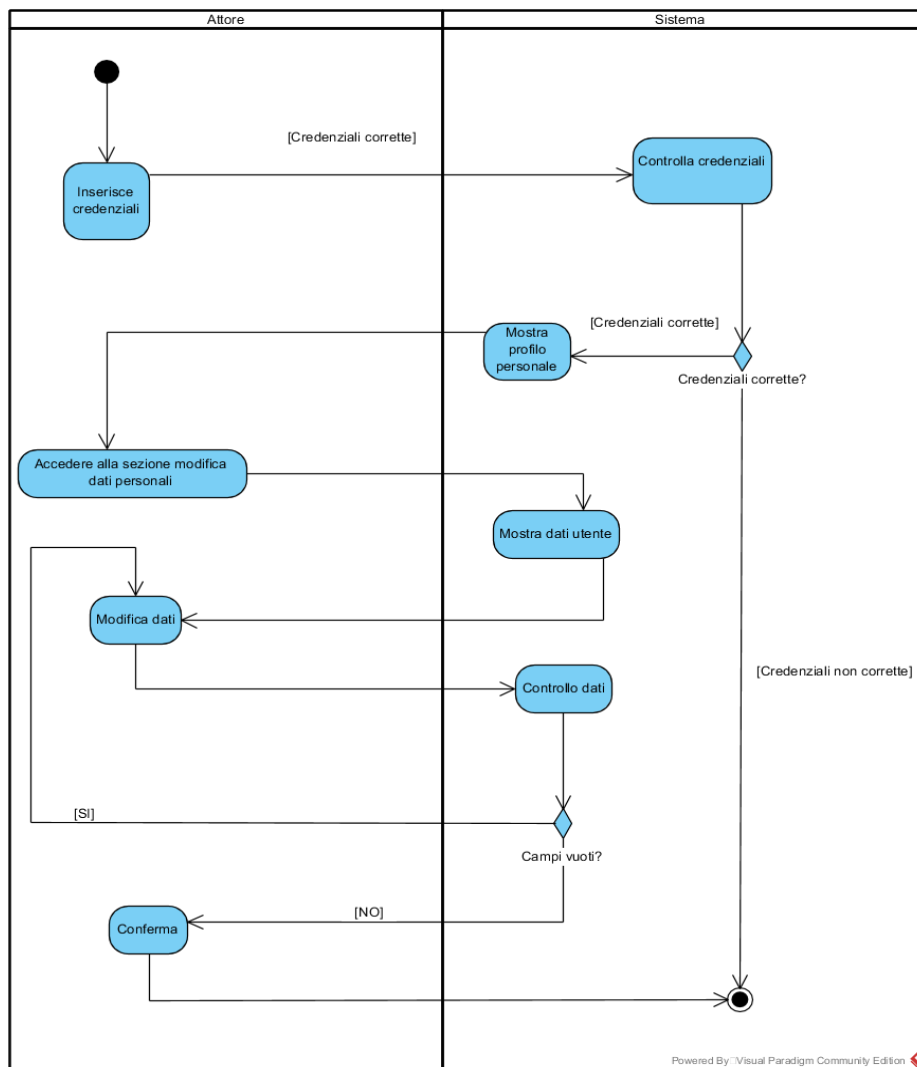 Attore
Sistema
[Credenziali corrette]
Controlla credenziali
Inserisce
credenziali
[Credenziali corrette]
Mostra
profilo
personale
Credenziali corrette?
Accedere alla sezione modifica
dati personali
Mostra dati utente
Modifica dati
[Credenziali non corrette]
Controllo dati
[SI]
Campi vuoti?
[NO]
Conferma
Powered By Visual Paradigm Community Edition